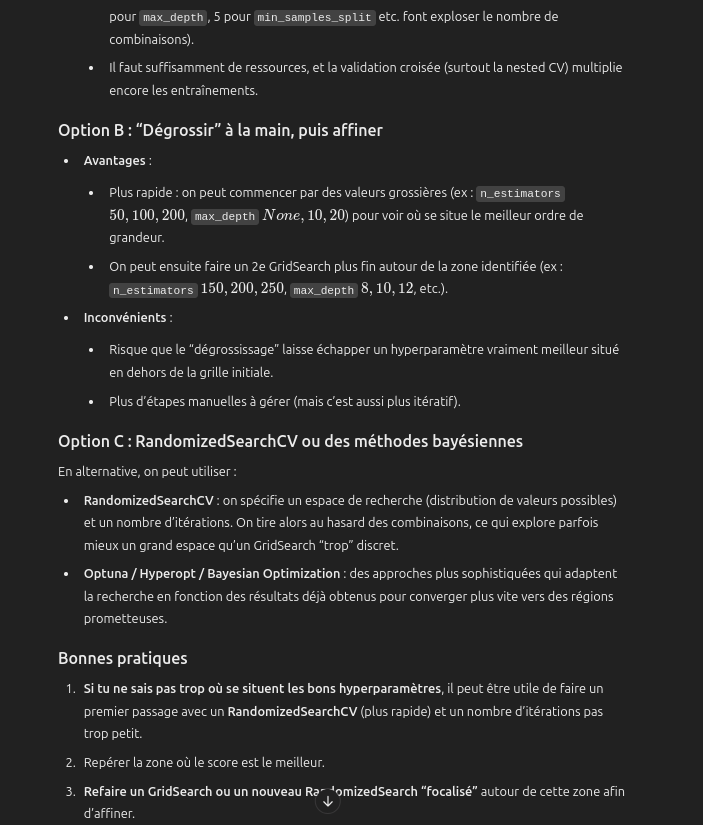 pour max_depth, 5 pour min_samples_split etc. font exploser le nombre de
combinaisons).
Il faut suffisamment de ressources, et la validation croisée (surtout la nested CV) multiplie
encore les entraînements.
Option B : “Dégrossir” à la main, puis affiner
Avantages :
Plus rapide : on peut commencer par des valeurs grossières (ex : n_estimators
50, 100, 200, max_depth None, 10, 20) pour voir où se situe le meilleur ordre de
grandeur.
On peut ensuite faire un 2e GridSearch plus fin autour de la zone identifiée (ex :
n_estimators 150, 200, 250, max_depth 8, 10, 12, etc.).
Inconvénients :
Risque que le “dégrossissage” laisse échapper un hyperparamètre vraiment meilleur situé
en dehors de la grille initiale.
Plus d’étapes manuelles à gérer (mais c’est aussi plus itératif).
Option C : RandomizedSearchCV ou des méthodes bayésiennes
En alternative, on peut utiliser :
RandomizedSearchCV : on spécifie un espace de recherche (distribution de valeurs possibles)
et un nombre d’itérations. On tire alors au hasard des combinaisons, ce qui explore parfois
mieux un grand espace qu’un GridSearch “trop” discret.
Optuna / Hyperopt / Bayesian Optimization : des approches plus sophistiquées qui adaptent
la recherche en fonction des résultats déjà obtenus pour converger plus vite vers des régions
prometteuses.
Bonnes pratiques
1. Si tu ne sais pas trop où se situent les bons hyperparamètres, il peut être utile de faire un
premier passage avec un RandomizedSearchCV (plus rapide) et un nombre d’itérations pas
trop petit.
2. Repérer la zone où le score est le meilleur.
3. Refaire un GridSearch ou un nouveau RandomizedSearch “focalisé” autour de cette zone afin
d’affiner.